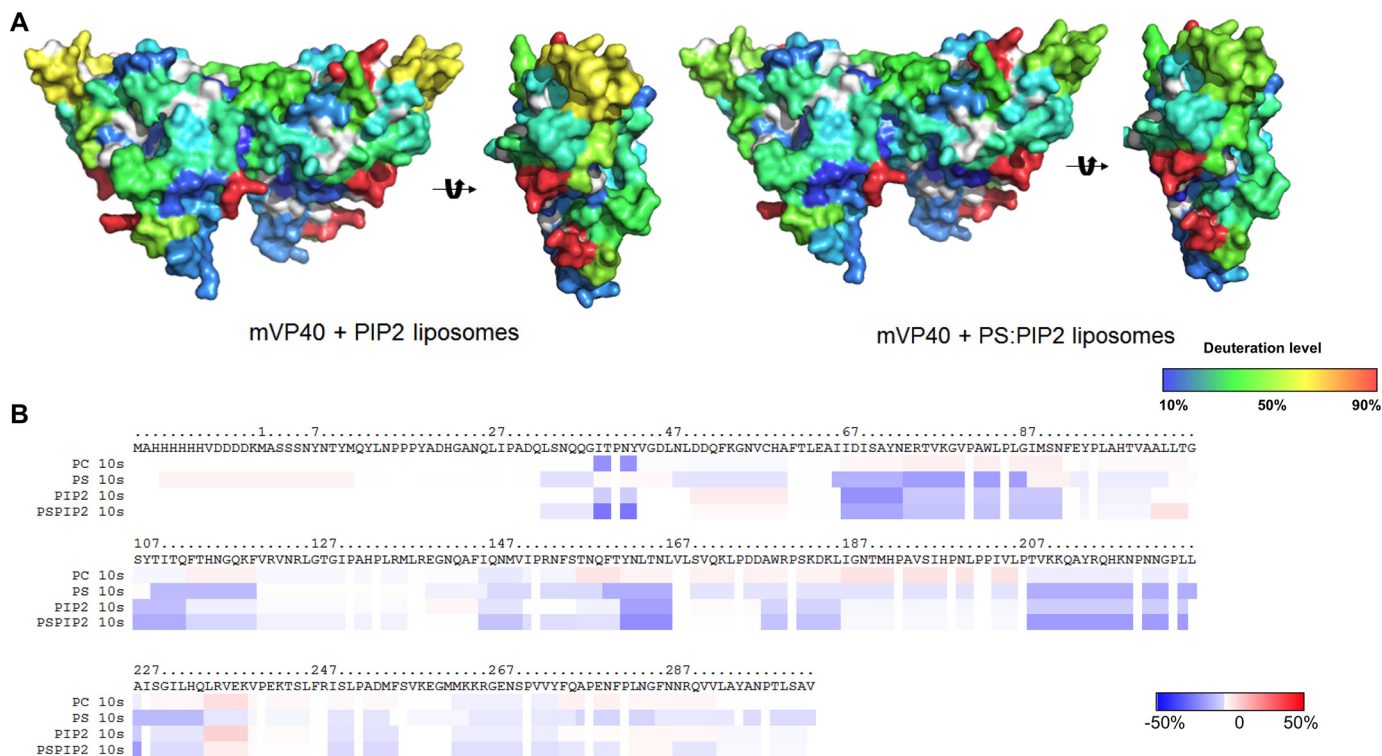 A
mVP40 + PIP2 liposomes
mVP40 + PS:PIP2 liposomes
Deuteration level
10% 50% 90%
B
..............1.....7...................27..................47..................67..................87..................
MAHHHHHHVDDDDKMASSSNYNTYMQYLNPPPYADHGANQLIPADQLSNQQGITPNYVGDLNLDDQFKGNVCHAFTLEAIIDISAYNERTVKGVPAWLPLGIMSNFEYPLAHTVAALLTG
PC 10s
PS 10s
PIP2 10s
PSPIP2 10s
107.................127.................147.................167.................187.................207.................
SYTITQFTHNGQKFVRVNRLGTGIPAHPLRMLREGNQAFIQNMVIPRNFSTNQFTYNLTNLVLSVQKLPDDAWRPSKDKLIGNTMHPAVSIHPNLPPIVLPTVKKQAYRQHKNPNNGPLL
PC 10s
PS 10s
PIP2 10s
PSPIP2 10s
227.................247.................267.................287..............
AISGILHQLRVEKVPEKTSLFRISLPADMFSVKEGMMKKRGENSPVVYFQAPENFPLNGFNNRQVVLAYANPTLSAV
PC 10s
PS 10s
PIP2 10s
PSPIP2 10s
-50% 0 50%